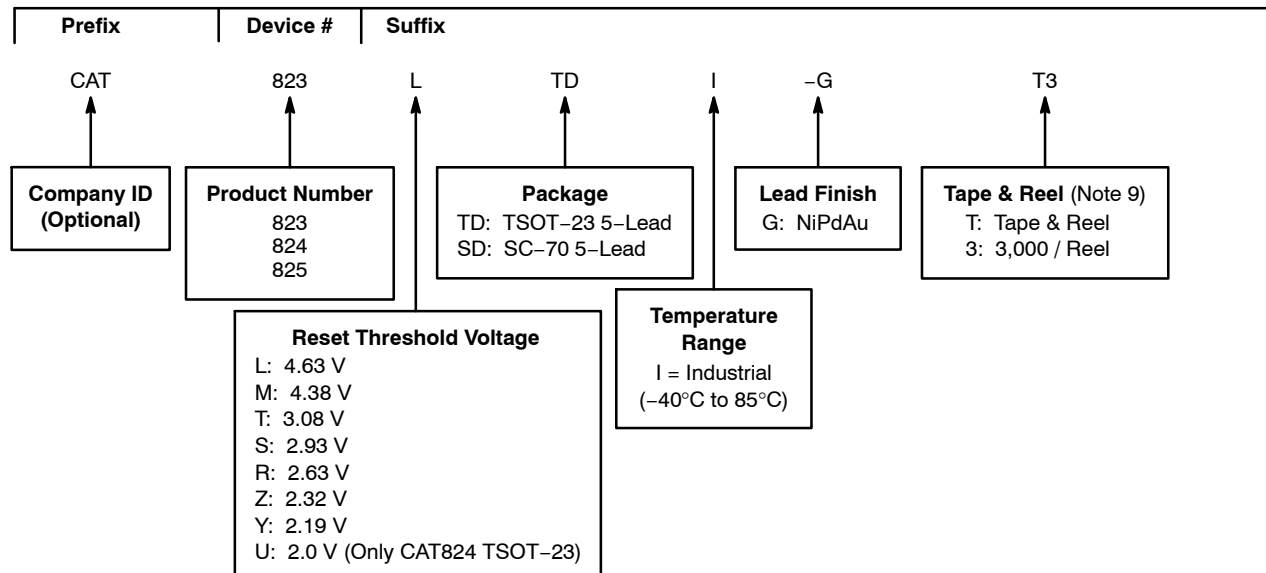 Prefix
Device #
Suffix
CAT
823
L
TD
I
−G
T3
Company ID
(Optional)
Product Number
823
824
825
Package
TD: TSOT−23 5−Lead
SD: SC−70 5−Lead
Lead Finish
G: NiPdAu
Tape & Reel (Note 9)
T: Tape & Reel
3: 3,000 / Reel
Reset Threshold Voltage
L: 4.63 V
M: 4.38 V
T: 3.08 V
S: 2.93 V
R: 2.63 V
Z: 2.32 V
Y: 2.19 V
U: 2.0 V (Only CAT824 TSOT−23)
Temperature
Range
I = Industrial
(−40°C to 85°C)